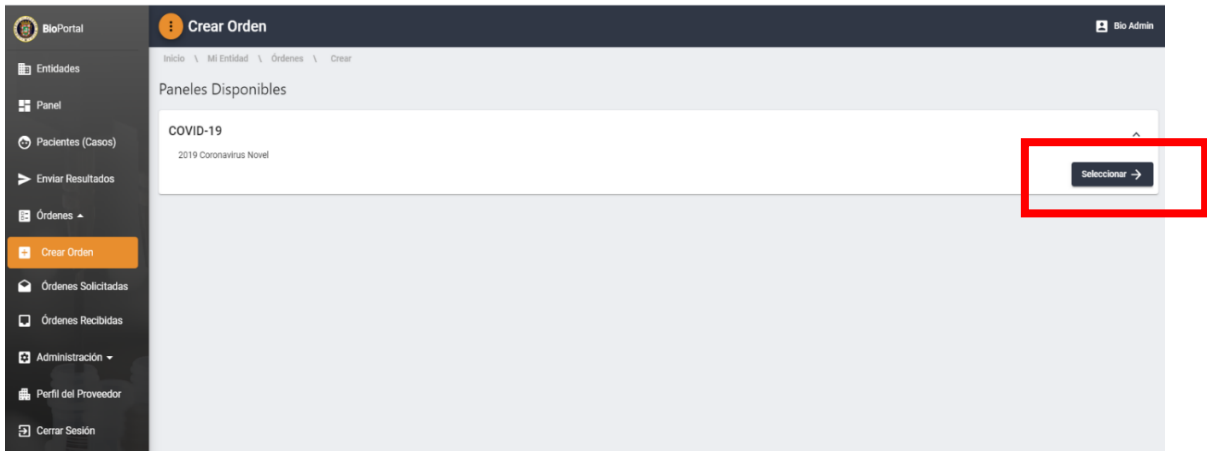 BioPortal
Entidades
Panel
Pacientes (Casos)
Enviar Resultados
Órdenes
Crear Orden
Órdenes Solicitadas
Órdenes Recibidas
Administración
Perfil del Proveedor
Cerrar Sesión
Crear Orden
Bio Admin
Inicio \ Mi Entidad \ Órdenes \ Crear
Paneles Disponibles
COVID-19
2019 Coronavirus Novel
Seleccionar →